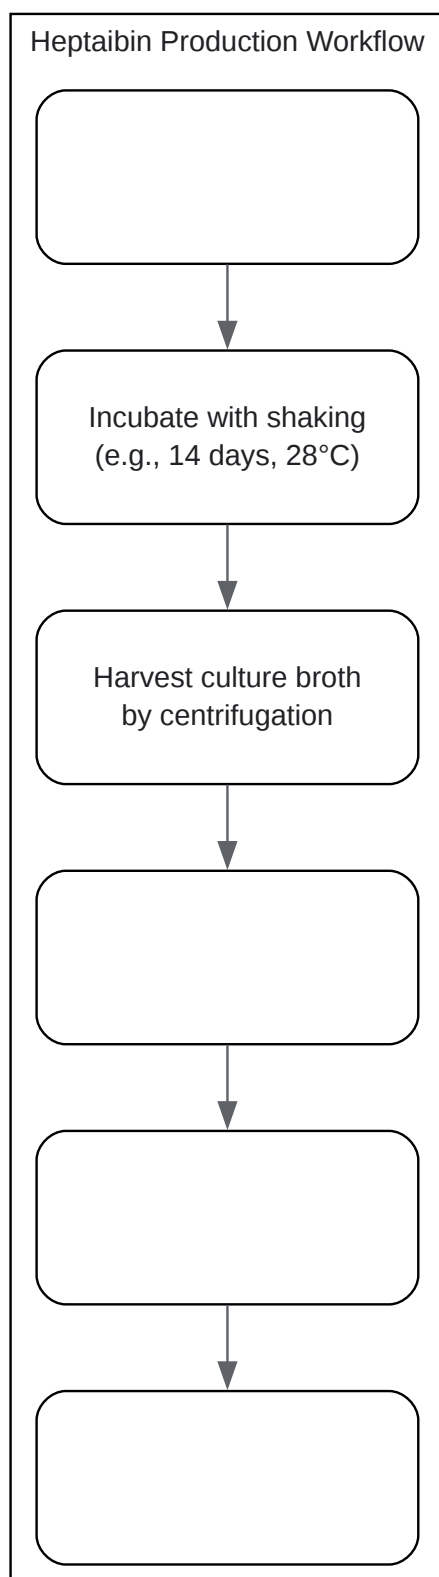 Heptaibin Production Workflow
Incubate with shaking
(e.g., 14 days, 28°C)
Harvest culture broth
by centrifugation